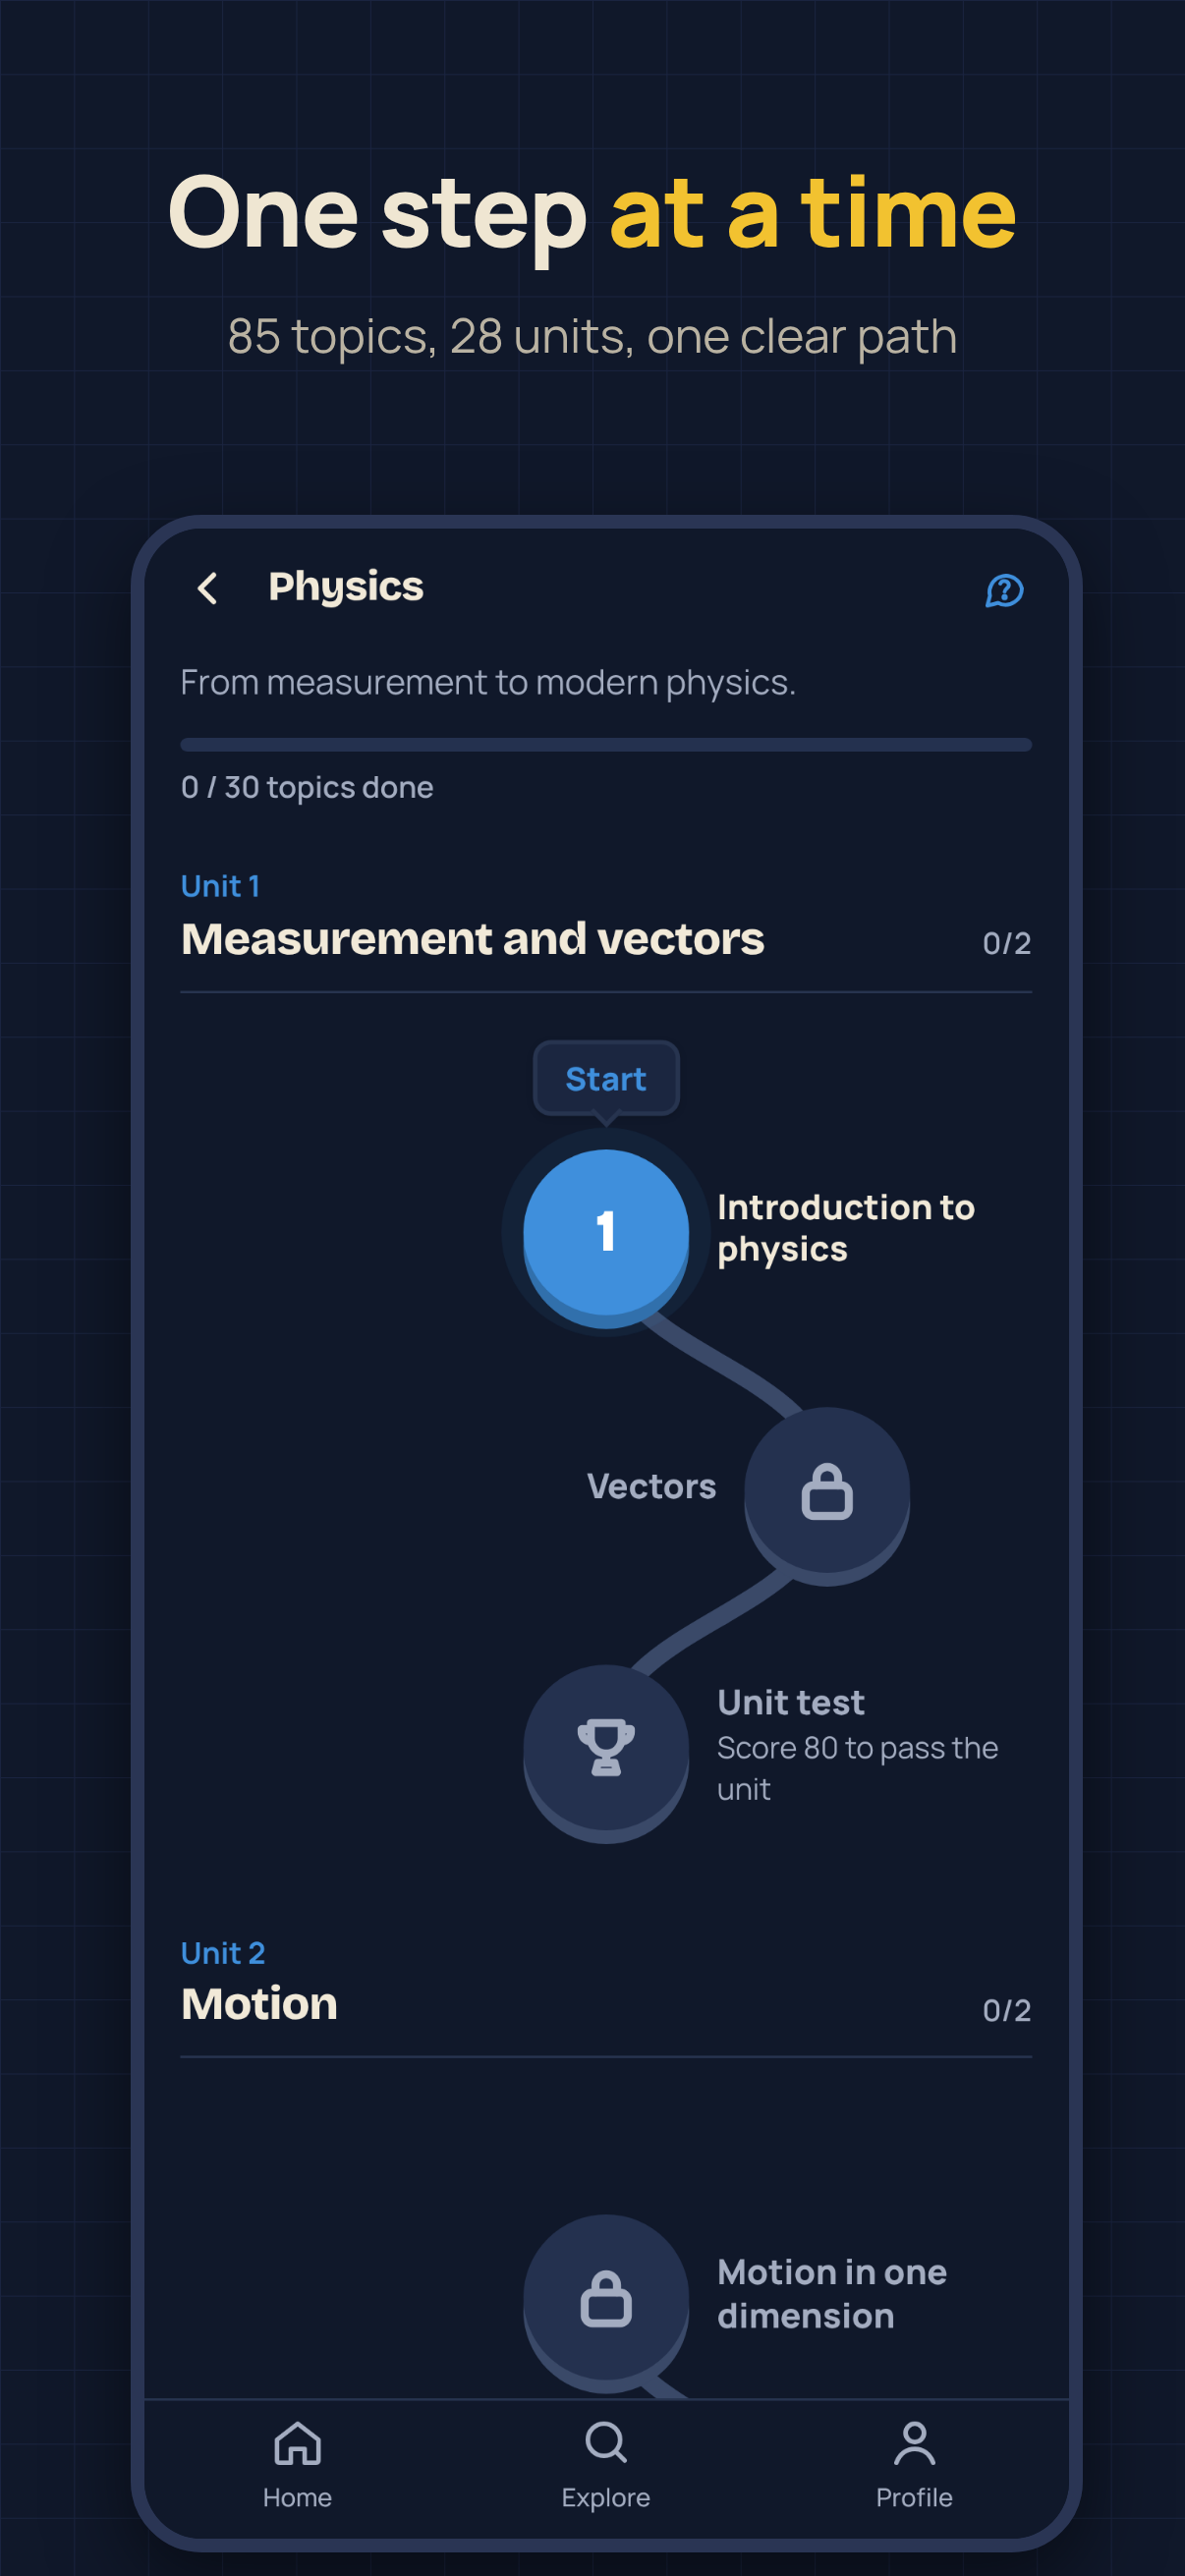 One step at a time
85 topics, 28 units, one clear path
Physics
From measurement to modern physics.
0 / 30 topics done
Unit 1
Measurement and vectors
0/2
Start
1
Introduction to
physics
Vectors
Unit test
Score 80 to pass the
unit
Unit 2
Motion
0/2
Motion in one
dimension
Home
Explore
Profile